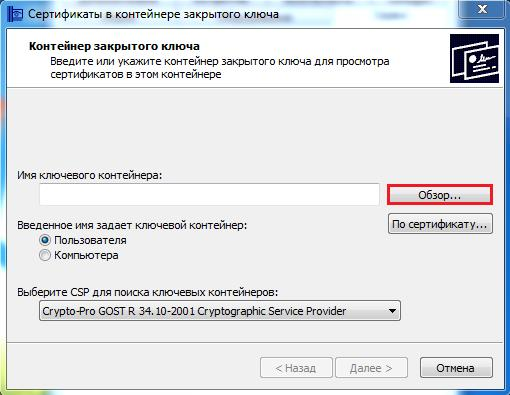 Сертификаты в контейнере закрытого ключа
Контейнер закрытого ключа
Введите или укажите контейнер закрытого ключа для просмотра
сертификатов в этом контейнере
Имя ключевого контейнера:
Обзор...
Введенное имя задает ключевой контейнер:
По сертификату...
Пользователя
Компьютера
Выберите CSP для поиска ключевых контейнеров:
Crypto-Pro GOST R 34.10-2001 Cryptographic Service Provider
< Назад
Далее >
Отмена